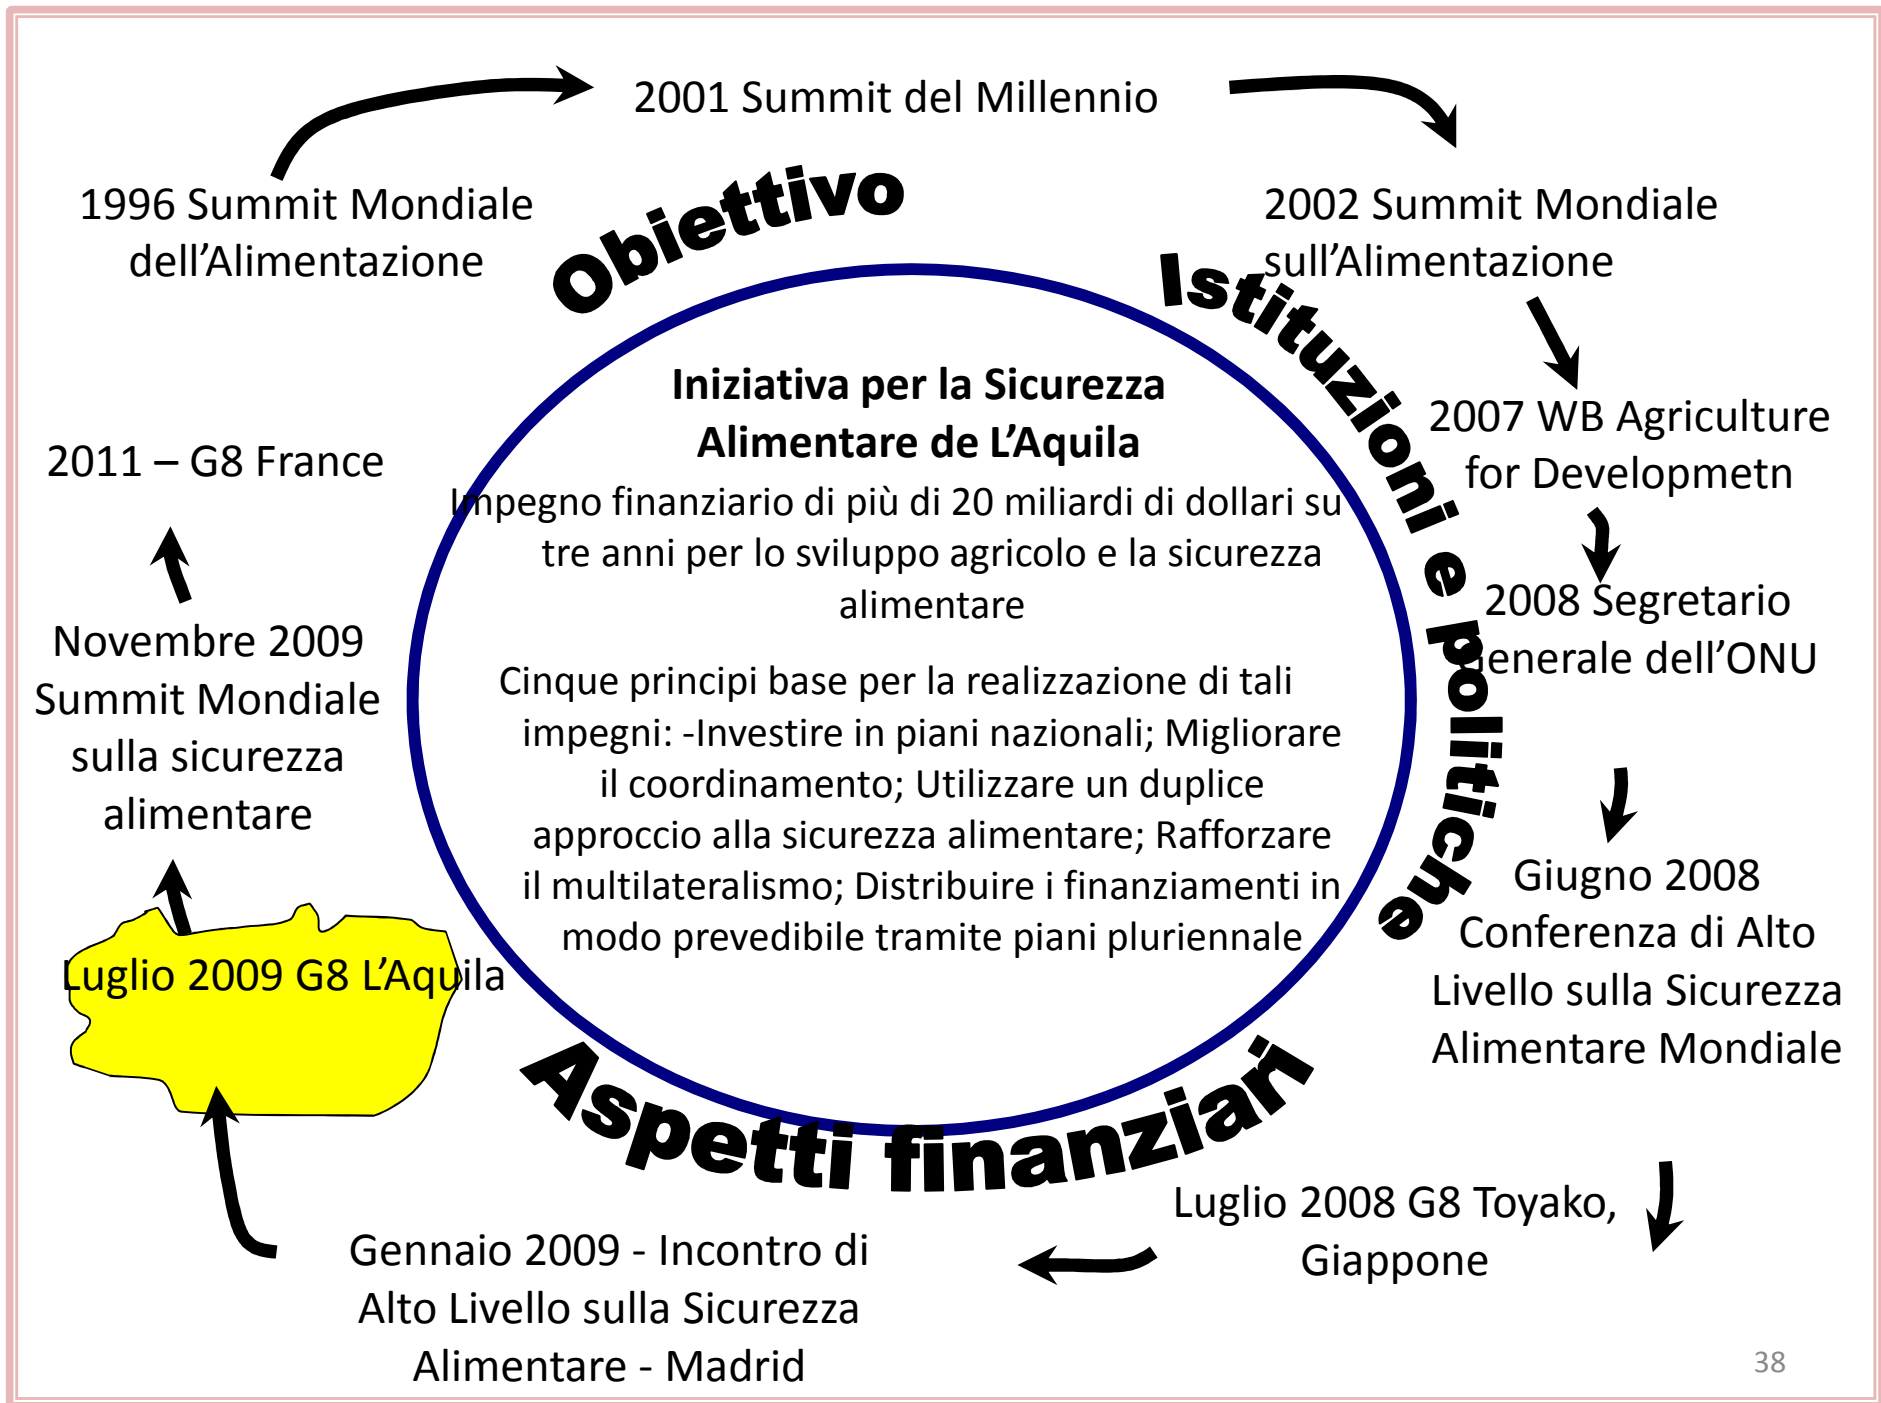 2001 Summit del Millennio
1996 Summit Mondiale
dell’Alimentazione
Obiettivo
2002 Summit Mondiale
sull’Alimentazione
Istituzioni e politiche
2007 WB Agriculture
for Developmetn
2008 Segretario
Generale dell’ONU
Giugno 2008
Conferenza di Alto
Livello sulla Sicurezza
Alimentare Mondiale
Luglio 2008 G8 Toyako,
Giappone
Gennaio 2009 - Incontro di
Alto Livello sulla Sicurezza
Alimentare - Madrid
Aspetti finanziari
Luglio 2009 G8 L’Aquila
Novembre 2009
Summit Mondiale
sulla sicurezza
alimentare
2011 – G8 France
Iniziativa per la Sicurezza
Alimentare de L’Aquila
Impegno finanziario di più di 20 miliardi di dollari su
tre anni per lo sviluppo agricolo e la sicurezza
alimentare
Cinque principi base per la realizzazione di tali
impegni: -Investire in piani nazionali; Migliorare
il coordinamento; Utilizzare un duplice
approccio alla sicurezza alimentare; Rafforzare
il multilateralismo; Distribuire i finanziamenti in
modo prevedibile tramite piani pluriennale
38